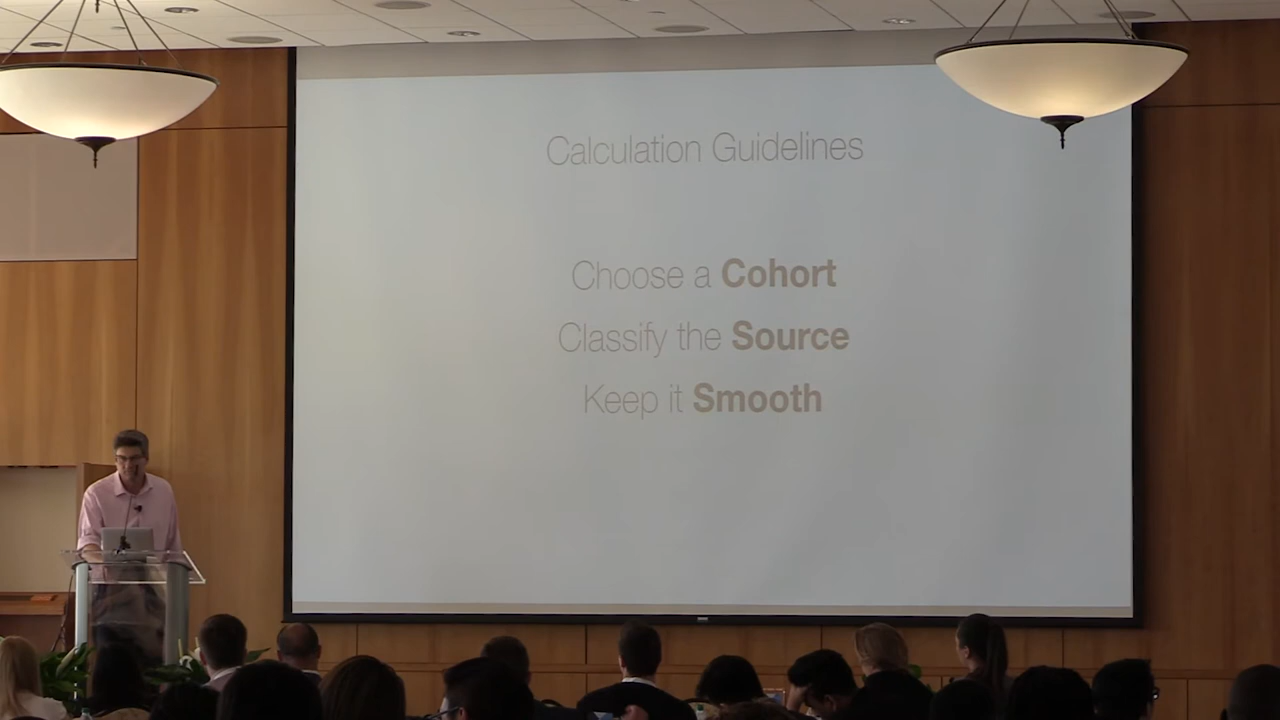 Calculation Guidelines
Choose a Cohort
Classify the Source
Keep it Smooth